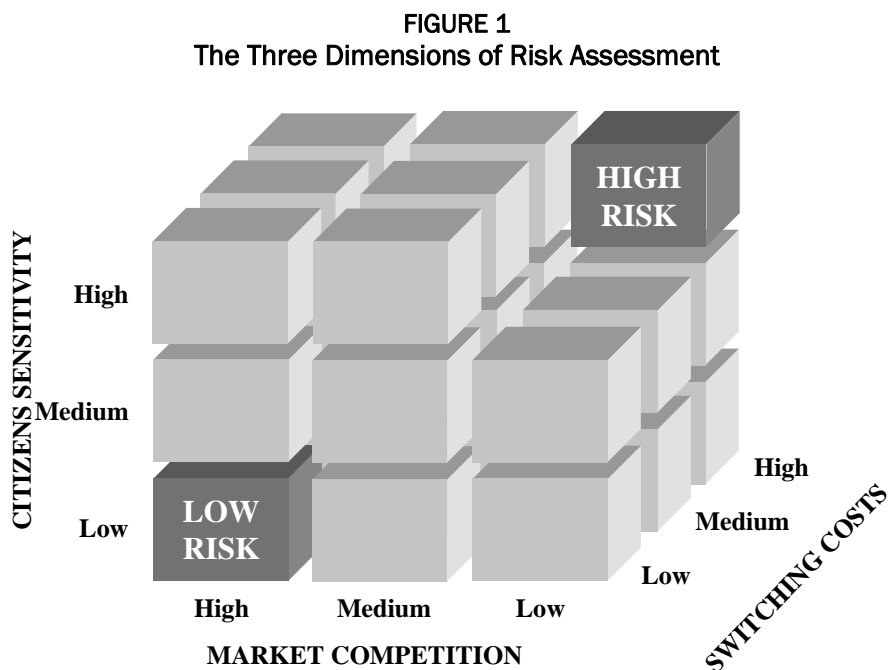 FIGURE 1
The Three Dimensions of Risk Assessment
HIGH
RISK
CITIZENS SENSITIVITY
High
Medium
Low
LOW
RISK
High
Medium
Low
High
Medium
Low
SWITCHING COSTS
MARKET COMPETITION